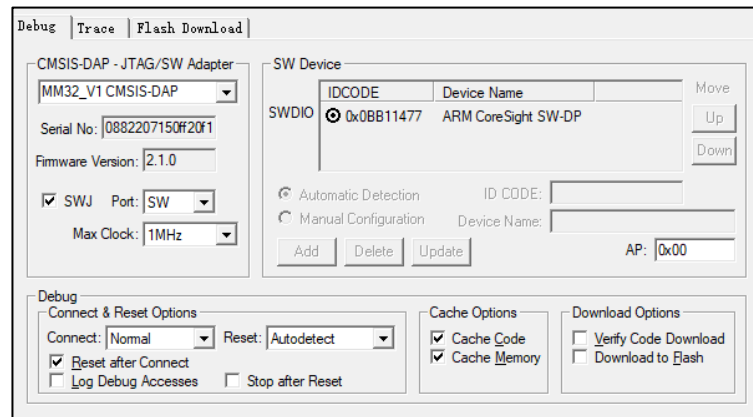 Debug Trace Flash Download
CMSIS-DAP - JTAG/SW Adapter
MM32_V1 CMSIS-DAP
Serial No: 0882207150ff20f1
Firmware Version: 2.1.0
SWJ Port: SW
Max Clock: 1MHz
SW Device
IDCODE Device Name
SWDIO 0x0BB11477 ARM CoreSight SW-DP
Move
Up
Down
Automatic Detection ID CODE:
Manual Configuration Device Name:
Add Delete Update AP: 0x00
Debug
Connect & Reset Options
Connect: Normal Reset: Autodetect
Reset after Connect
Log Debug Accesses Stop after Reset
Cache Options
Cache Code
Cache Memory
Download Options
Verify Code Download
Download to Flash